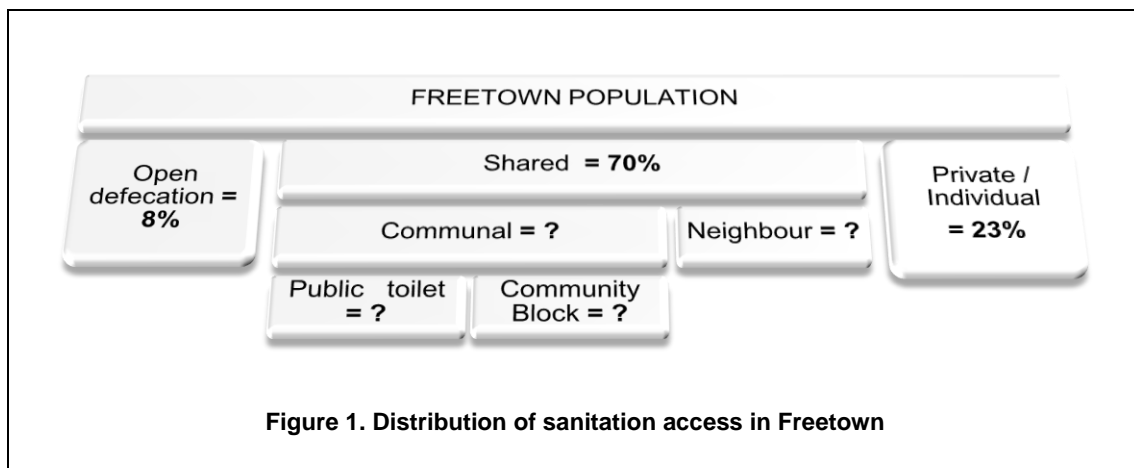 FREETOWN POPULATION
Open
defecation =
8%
Shared = 70%
Private /
Individual
= 23%
Communal = ?
Neighbour = ?
Public toilet
= ?
Community
Block = ?
Figure 1. Distribution of sanitation access in Freetown